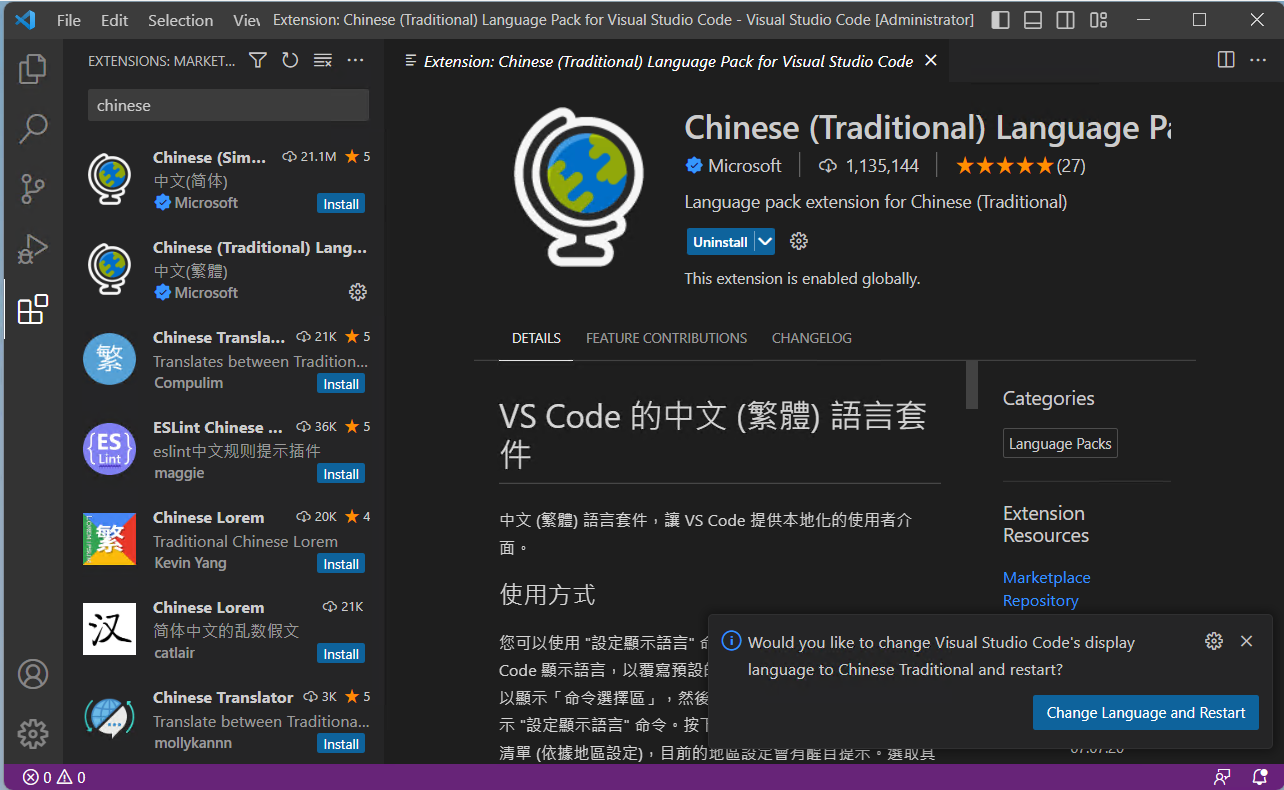 File Edit Selection View Extension: Chinese (Traditional) Language Pack for Visual Studio Code - Visual Studio Code [Administrator]
EXTENSIONS: MARKET...
Extension: Chinese (Traditional) Language Pack for Visual Studio Code
chinese
Chinese (Sim... 21.1M 5
中文(简体)
Microsoft Install
Chinese (Traditional) Lang...
中文(繁體)
Microsoft
繁
Chinese Transla... 21K 5
Translates between Tradition...
Compulim Install
{ES}
Lint
ESLint Chinese ... 36K 5
eslint中文规则提示插件
maggie Install
繁
Chinese Lorem 20K 4
Traditional Chinese Lorem
Kevin Yang Install
汉
Chinese Lorem 21K
简体中文的乱数假文
catlair Install
Chinese Translator 3K 5
Translate between Traditiona...
mollykannn Install
Chinese (Traditional) Language Pa
Microsoft 1,135,144 (27)
Language pack extension for Chinese (Traditional)
Uninstall
This extension is enabled globally.
DETAILS FEATURE CONTRIBUTIONS CHANGELOG
VS Code 的中文 (繁體) 語言套
件
中文 (繁體) 語言套件，讓 VS Code 提供本地化的使用者介
面。
使用方式
您可以使用 "設定顯示語言" 命
Code 顯示語言，以覆寫預設的
以顯示「命令選擇區」，然後
示 "設定顯示語言" 命令。按下
清單 (依據地區設定)，目前的地區設定會有醒目提示。選取其
Categories
Language Packs
Extension
Resources
Marketplace
Repository
Would you like to change Visual Studio Code's display
language to Chinese Traditional and restart?
Change Language and Restart
0 0